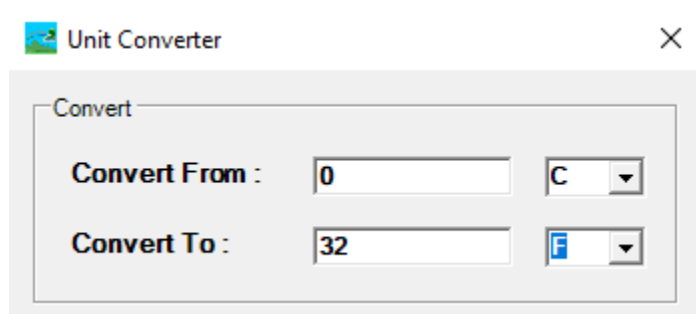 Unit Converter
Convert
Convert From : 0 C
Convert To : 32 F